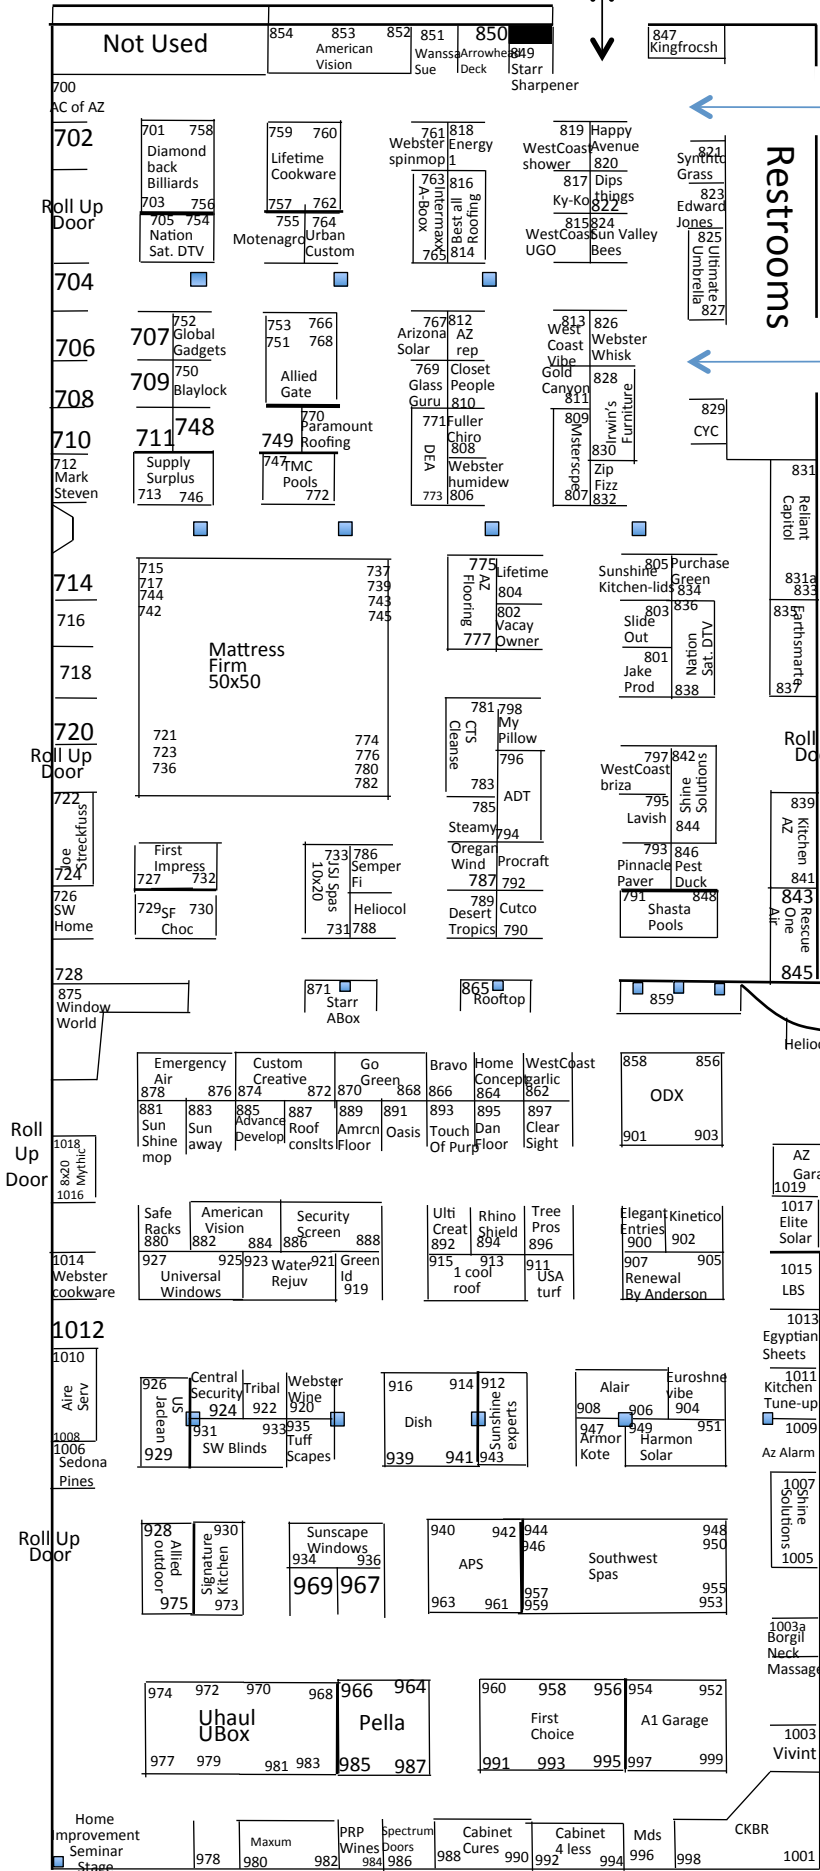 Not Used
854 853 852
American
Vision
851
Wanssa
Sue
850
Arrowhead
Deck
849
Starr
Sharpener
847
Kingfrocsh
700
AC of AZ
702
701 758
Diamond
back
Billiards
703 756
759 760
Lifetime
Cookware
757 762
761
Webster
spinmop
818
Energy
1
819
WestCoast
shower
Happy
Avenue
820
821
Synthtc
Grass
Restrooms
Roll Up
Door
705 754
Nation
Sat. DTV
755
Motenagro
764
Urban
Custom
763
Intermaxx
A-Boox
765
816
Best all
Roofing
814
817
Ky-Ko
Dips
things
822
815
WestCoast
UGO
824
Sun Valley
Bees
823
Edward
Jones
825
Ultimate
Umbrella
827
704
706
707
752
Global
Gadgets
753 766
751 768
Allied
Gate
767
Arizona
Solar
812
AZ
rep
813
West
Coast
Vibe
826
Webster
Whisk
708
709
750
Blaylock
769
Glass
Guru
Closet
People
810
Gold
Canyon
811
828
Irwin's
Furniture
830
829
CYC
710
711
748
749
770
Paramount
Roofing
771
DEA
773
Fuller
Chiro
808
809
Msterscpe
807
712
Mark
Steven
Supply
Surplus
713 746
747
TMC
Pools
772
Webster
humidew
806
Zip
Fizz
832
831
Reliant
Capitol
831a
833
714
716
718
720
715
717
744
742
737
739
743
745
Mattress
Firm
50x50
721
723
736
774
776
780
782
775
AZ
Flooring
777
Lifetime
804
802
Vacay
Owner
805
Sunshine
Kitchen-lids
Purchase
Green
834
803
Slide
Out
836
Nation
Sat. DTV
838
801
Jake
Prod
835
Earthsmarte
837
781
CTS
Cleanse
783
798
My
Pillow
796
ADT
794
Roll Up
Door
Roll
Do
797
WestCoast
briza
842
Shine
Solutions
844
785
Steamy
795
Lavish
722
Joe
Streckfuss
724
839
Kitchen
AZ
841
First
Impress
727 732
733
JSJ Spas
10x20
731
786
Semper
Fi
Oregan
Wind
787
Procraft
792
793
Pinnacle
Paver
846
Pest
Duck
726
SW
Home
729 730
SF
Choc
Heliocol
788
789
Desert
Tropics
Cutco
790
791 848
Shasta
Pools
843
Rescue
One
Air
845
728
875
Window
World
871
Starr
ABox
865
Rooftop
859
Helioc
Emergency
Air
878 876
Custom
Creative
874 872
Go
Green
870 868
Bravo
866
Home
Concept
864
WestCoast
garlic
862
858 856
ODX
901 903
881
Sun
Shine
mop
883
Sun
away
885
Advance
Develop
887
Roof
conslts
889
Amrcn
Floor
891
Oasis
893
Touch
Of Purp
895
Dan
Floor
897
Clear
Sight
Roll
Up
Door
1018
8x20
Mythic
1016
AZ
Gara
1019
Safe
Racks
880
American
Vision
882 884
Security
Screen
886 888
Ulti
Creat
892
Rhino
Shield
894
Tree
Pros
896
Elegant
Entries
900
Kinetico
902
1017
Elite
Solar
1014
Webster
cookware
927 925
Universal
Windows
923 921
Water
Rejuv
Green
Id
919
915 913
1 cool
roof
911
USA
turf
907 905
Renewal
By Anderson
1015
LBS
1012
1013
Egyptian
Sheets
1010
Aire
Serv
1008
926
US
Jaclean
929
Central
Security
924
Tribal
922
Webster
Wine
920
916 914
Dish
939 941
912
Sunshine
experts
943
Alair
908 906
Euroshne
vibe
904
1011
Kitchen
Tune-up
1009
931 933
SW Blinds
935
Tuff
Scapes
947
Armor
Kote
949 951
Harmon
Solar
1006
Sedona
Pines
Az Alarm
1007
Shine
Solutions
1005
Roll Up
Door
928
Allied
outdoor
975
930
Signature
Kitchen
973
Sunscape
Windows
934 936
969 967
940 942
APS
963 961
944 948
946 950
Southwest
Spas
957 955
959 953
1003a
Borgil
Neck
Massage
974 972 970 968
Uhaul
UBox
977 979 981 983
966 964
Pella
985 987
960 958 956
First
Choice
991 993 995
954 952
A1 Garage
997 999
1003
Vivint
Home
Improvement
Seminar
Stage
978
Maxum
980 982
PRP
Wines
984
Spectrum
Doors
986
Cabinet
Cures
988 990
Cabinet
4 less
992 994
Mds
996
CKBR
998 1001